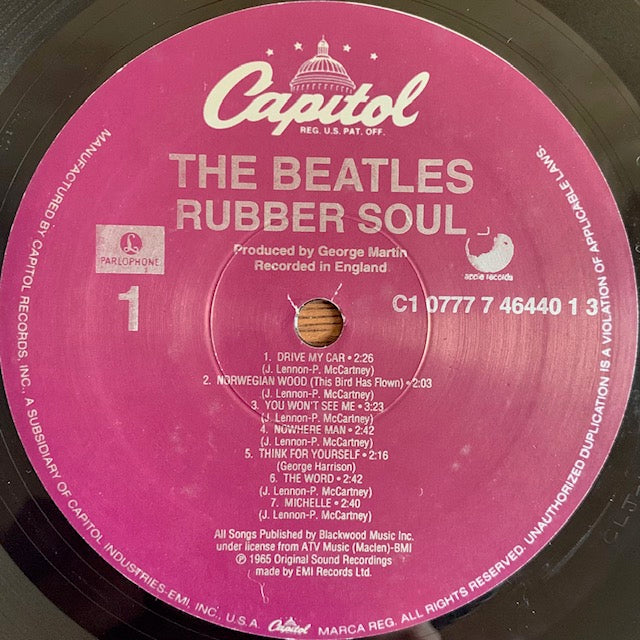 Capitol
REG. U.S. PAT. OFF.
THE BEATLES
RUBBER SOUL
Produced by George Martin
Recorded in England
PARLOPHONE
1
apple records
C1 0777 7 46440 1 3
1. DRIVE MY CAR • 2:26
(J. Lennon-P. McCartney)
2. NORWEGIAN WOOD (This Bird Has Flown) • 2:03
(J. Lennon-P. McCartney)
3. YOU WON'T SEE ME • 3:23
(J. Lennon-P. McCartney)
4. NOWHERE MAN • 2:42
(J. Lennon-P. McCartney)
5. THINK FOR YOURSELF • 2:16
(George Harrison)
6. THE WORD • 2:42
(J. Lennon-P. McCartney)
7. MICHELLE • 2:40
(J. Lennon-P. McCartney)
All Songs Published by Blackwood Music Inc.
under license from ATV Music (Maclen)-BMI
℗ 1965 Original Sound Recordings
made by EMI Records Ltd.
MANUFACTURED BY CAPITOL RECORDS, INC., A SUBSIDIARY OF CAPITOL INDUSTRIES-EMI, INC., U.S.A. Capitol MARCA REG. ALL RIGHTS RESERVED. UNAUTHORIZED DUPLICATION IS A VIOLATION OF APPLICABLE LAWS.